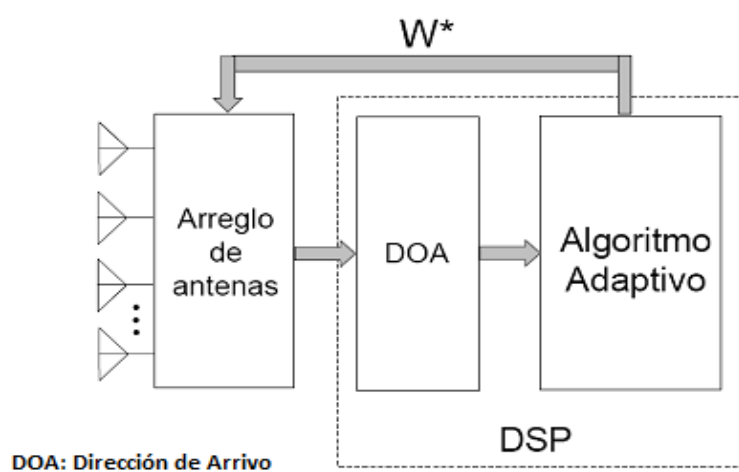 W*
Arreglo
de
antenas
DOA
Algoritmo
Adaptivo
DSP
DOA: Dirección de Arrivo